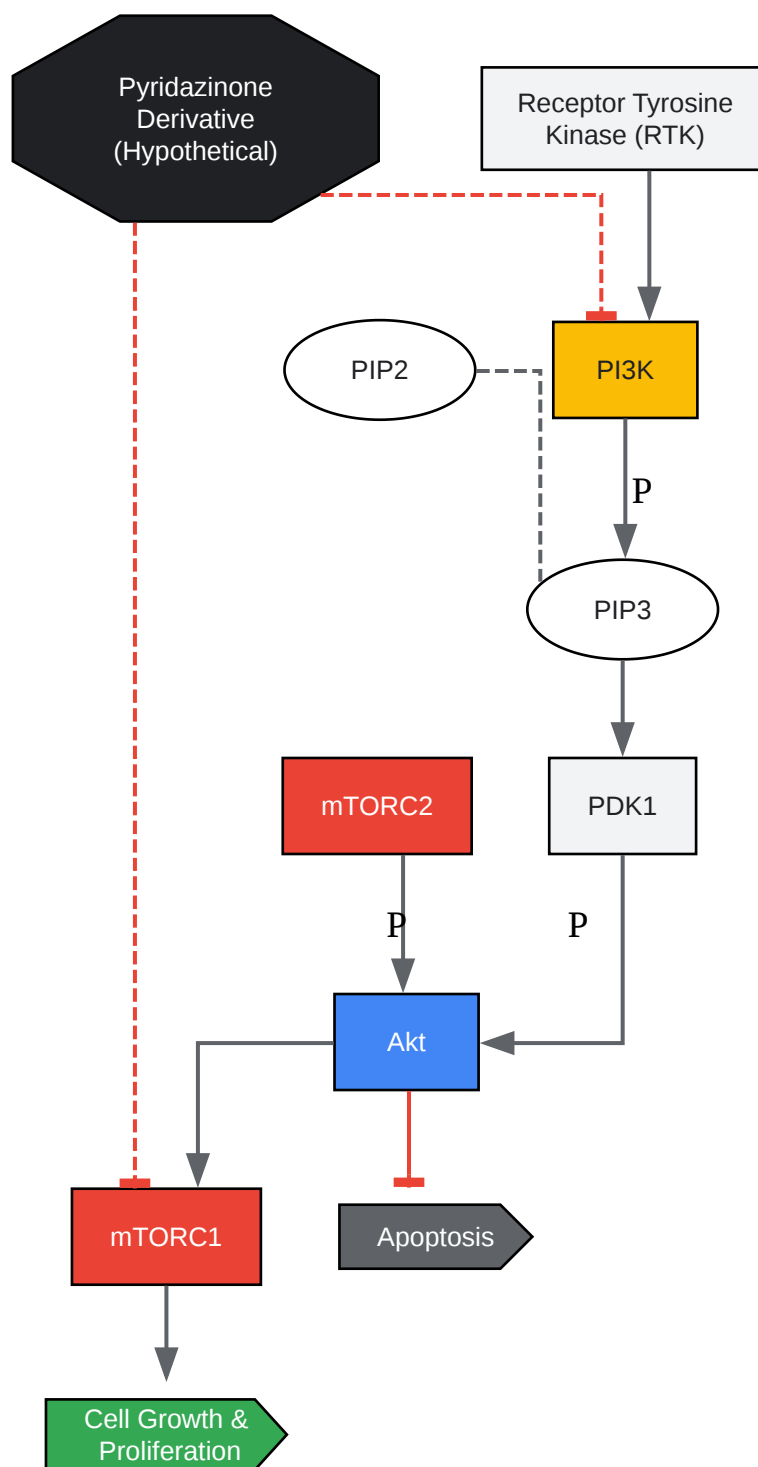 Pyridazinone
Derivative
(Hypothetical)
Receptor Tyrosine
Kinase (RTK)
PIP2
PI3K
P
PIP3
mTORC2
PDK1
P
P
Akt
mTORC1
Apoptosis
Cell Growth &
Proliferation